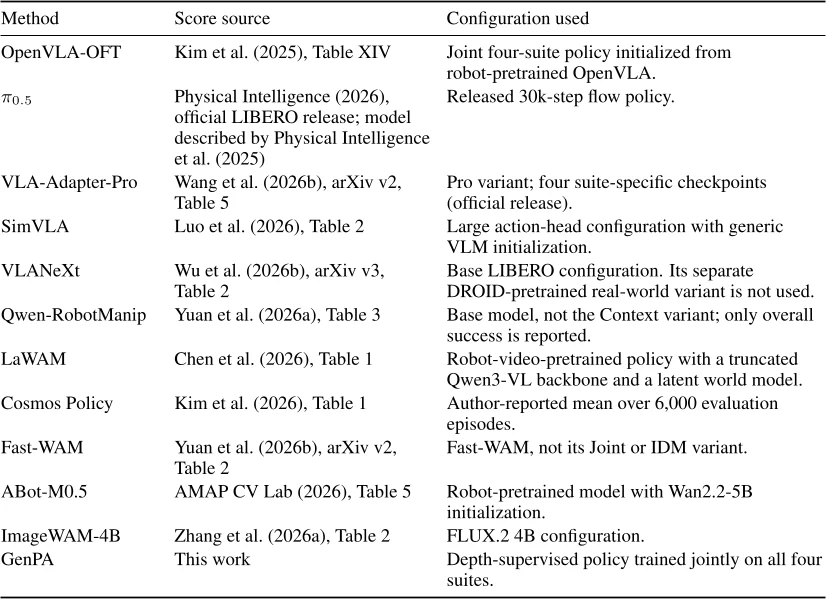 Method Score source Configuration used
OpenVLA-OFT Kim et al. (2025), Table XIV Joint four-suite policy initialized from
robot-pretrained OpenVLA.
π0.5 Physical Intelligence (2026), Released 30k-step flow policy.
official LIBERO release; model
described by Physical Intelligence
et al. (2025)
VLA-Adapter-Pro Wang et al. (2026b), arXiv v2, Pro variant; four suite-specific checkpoints
Table 5 (official release).
SimVLA Luo et al. (2026), Table 2 Large action-head configuration with generic
VLM initialization.
VLANeXt Wu et al. (2026b), arXiv v3, Base LIBERO configuration. Its separate
Table 2 DROID-pretrained real-world variant is not used.
Qwen-RobotManip Yuan et al. (2026a), Table 3 Base model, not the Context variant; only overall
success is reported.
LaWAM Chen et al. (2026), Table 1 Robot-video-pretrained policy with a truncated
Qwen3-VL backbone and a latent world model.
Cosmos Policy Kim et al. (2026), Table 1 Author-reported mean over 6,000 evaluation
episodes.
Fast-WAM Yuan et al. (2026b), arXiv v2, Fast-WAM, not its Joint or IDM variant.
Table 2
ABot-M0.5 AMAP CV Lab (2026), Table 5 Robot-pretrained model with Wan2.2-5B
initialization.
ImageWAM-4B Zhang et al. (2026a), Table 2 FLUX.2 4B configuration.
GenPA This work Depth-supervised policy trained jointly on all four
suites.